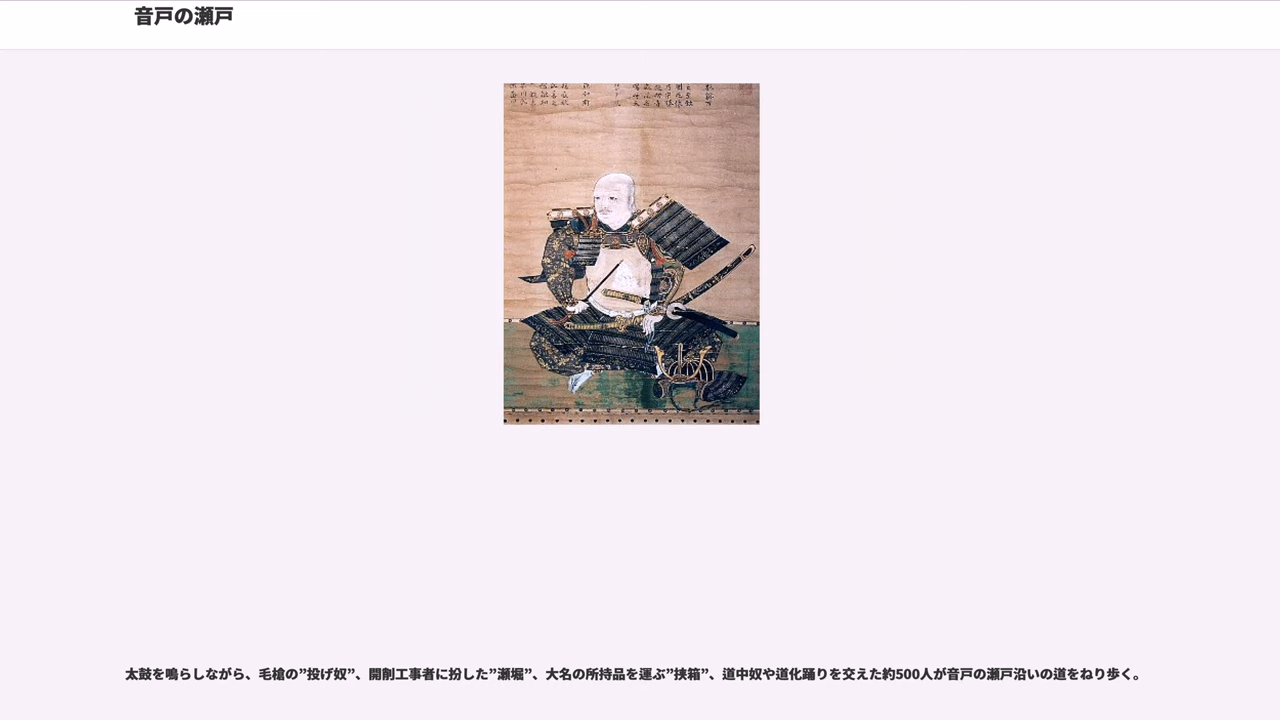 音戸の瀬戸
太鼓を鳴らしながら、毛槍の”投げ奴”、開削工事者に扮した”瀬堀”、大名の所持品を運ぶ”挟箱”、道中奴や道化踊りを交えた約500人が音戸の瀬戸沿いの道をねり歩く。